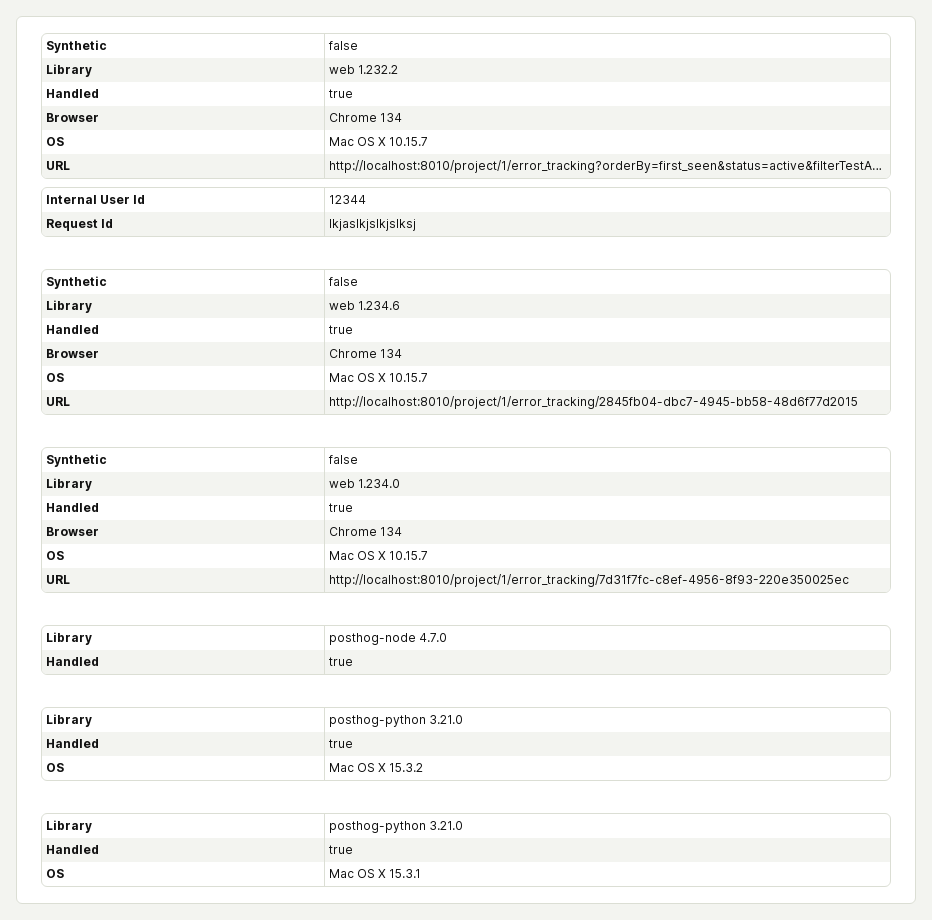 Synthetic false
Library web 1.232.2
Handled true
Browser Chrome 134
OS Mac OS X 10.15.7
URL http://localhost:8010/project/1/error_tracking?orderBy=first_seen&status=active&filterTestA...
Internal User Id 12344
Request Id lkjaslkjslkjslksj
Synthetic false
Library web 1.234.6
Handled true
Browser Chrome 134
OS Mac OS X 10.15.7
URL http://localhost:8010/project/1/error_tracking/2845fb04-dbc7-4945-bb58-48d6f77d2015
Synthetic false
Library web 1.234.0
Handled true
Browser Chrome 134
OS Mac OS X 10.15.7
URL http://localhost:8010/project/1/error_tracking/7d31f7fc-c8ef-4956-8f93-220e350025ec
Library posthog-node 4.7.0
Handled true
Library posthog-python 3.21.0
Handled true
OS Mac OS X 15.3.2
Library posthog-python 3.21.0
Handled true
OS Mac OS X 15.3.1